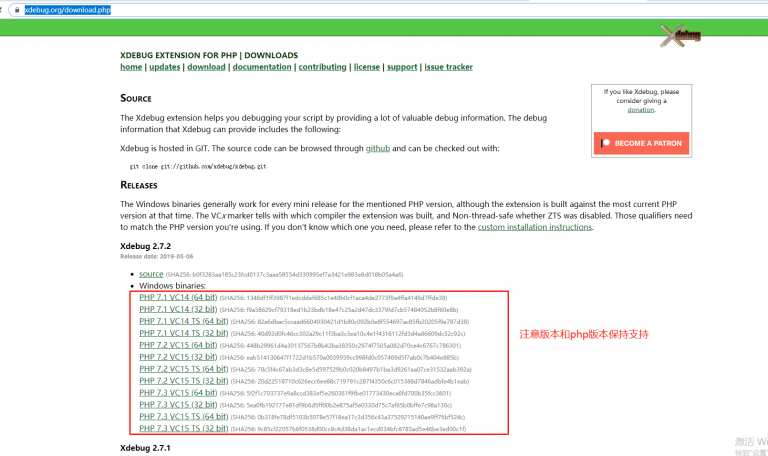 xdebug.org/download.php
Xdebug
XDEBUG EXTENSION FOR PHP | DOWNLOADS
home | updates | download | documentation | contributing | license | support | issue tracker
SOURCE
If you like Xdebug, please
consider giving a
donation.
BECOME A PATRON
The Xdebug extension helps you debugging your script by providing a lot of valuable debug information. The debug
information that Xdebug can provide includes the following:
Xdebug is hosted in GIT. The source code can be browsed through github and can be checked out with:
git clone git://github.com/xdebug/xdebug.git
RELEASES
The Windows binaries generally work for every mini release for the mentioned PHP version, although the extension is built against the most current PHP
version at that time. The VCx marker tells with which compiler the extension was built, and Non-thread-safe whether ZTS was disabled. Those qualifiers need
to match the PHP version you're using. If you don't know which one you need, please refer to the custom installation instructions.
Xdebug 2.7.2
Release date: 2019-05-06
source (SHA256:
Windows binaries:
PHP 7.1 VC14 (64 bit) (SHA256:
PHP 7.1 VC14 (32 bit) (SHA256:
PHP 7.1 VC14 TS (64 bit) (SHA256:
PHP 7.1 VC14 TS (32 bit) (SHA256:
PHP 7.2 VC15 (64 bit) (SHA256:
PHP 7.2 VC15 (32 bit) (SHA256:
PHP 7.2 VC15 TS (64 bit) (SHA256:
PHP 7.2 VC15 TS (32 bit) (SHA256:
PHP 7.3 VC15 (64 bit) (SHA256:
PHP 7.3 VC15 (32 bit) (SHA256:
PHP 7.3 VC15 TS (64 bit) (SHA256:
PHP 7.3 VC15 TS (32 bit) (SHA256:
注意版本和php版本保持支持
Xdebug 2.7.1
激活 Wi
转到"设置"